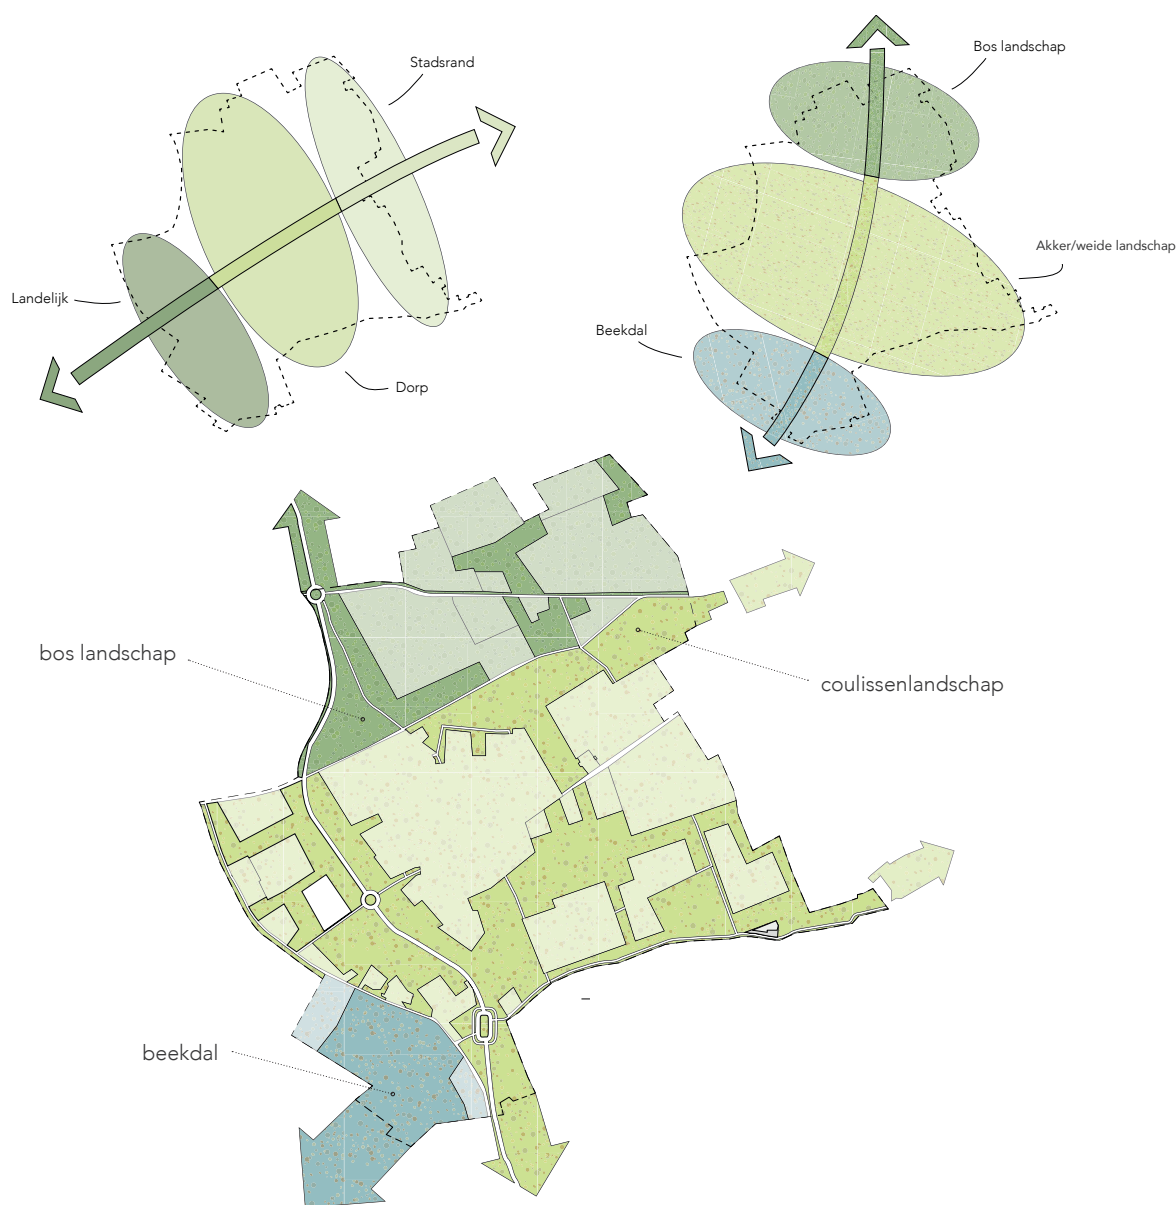 Stadsrand
Landelijk
Dorp
Bos landschap
Akker/weide landschap
Beekdal
bos landschap
coulissenlandschap
beekdal